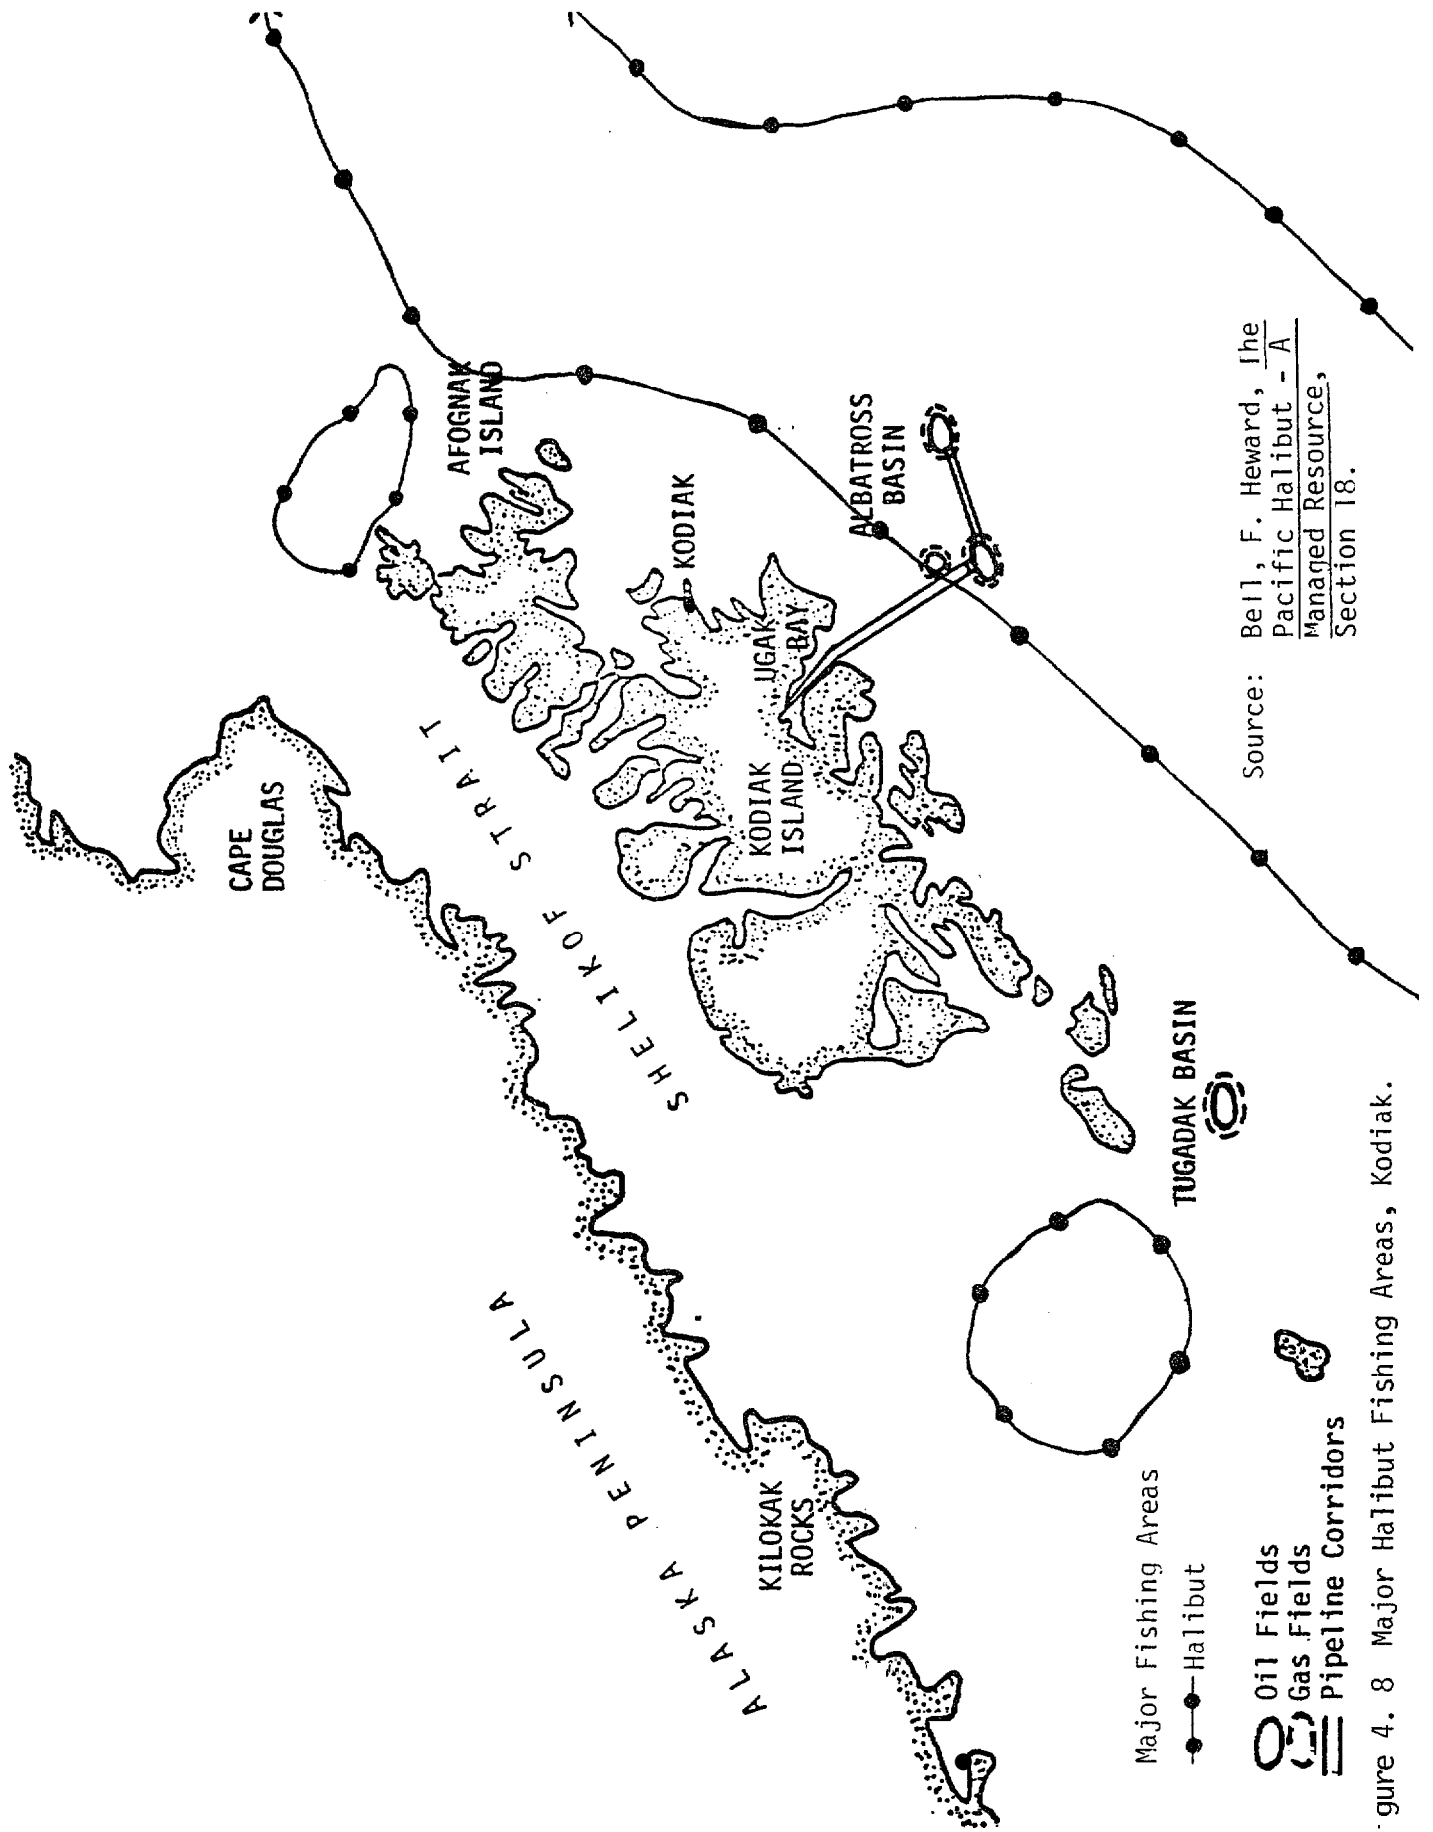 CAPE
DOUGLAS
AFOGNAK
ISLAND
SHELIKOF STRAIT
KODIAK
ALASKA PENINSULA
KODIAK
ISLAND
UGAK
BAY
ALBATROSS
BASIN
KILOKAK
ROCKS
TUGADAK BASIN
Major Fishing Areas
Halibut
Oil Fields
Gas Fields
Pipeline Corridors
Source: Bell, F. Heward, The
Pacific Halibut - A
Managed Resource,
Section 18.
gure 4. 8 Major Halibut Fishing Areas, Kodiak.